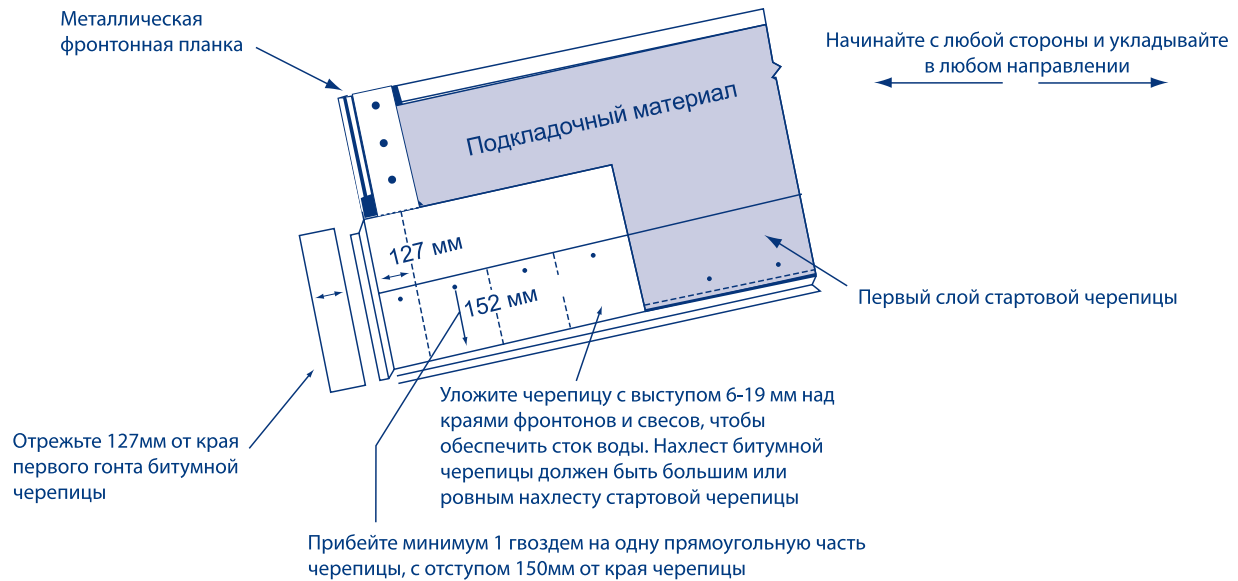 Металлическая
фронтонная планка
Начинайте с любой стороны и укладывайте
в любом направлении
Подкладочный материал
127 мм
152 мм
Первый слой стартовой черепицы
Уложите черепицу с выступом 6-19 мм над
краями фронтонов и свесов, чтобы
обеспечить сток воды. Нахлест битумной
черепицы должен быть большим или
ровным нахлесту стартовой черепицы
Отрежьте 127мм от края
первого гонта битумной
черепицы
Прибейте минимум 1 гвоздем на одну прямоугольную часть
черепицы, с отступом 150мм от края черепицы